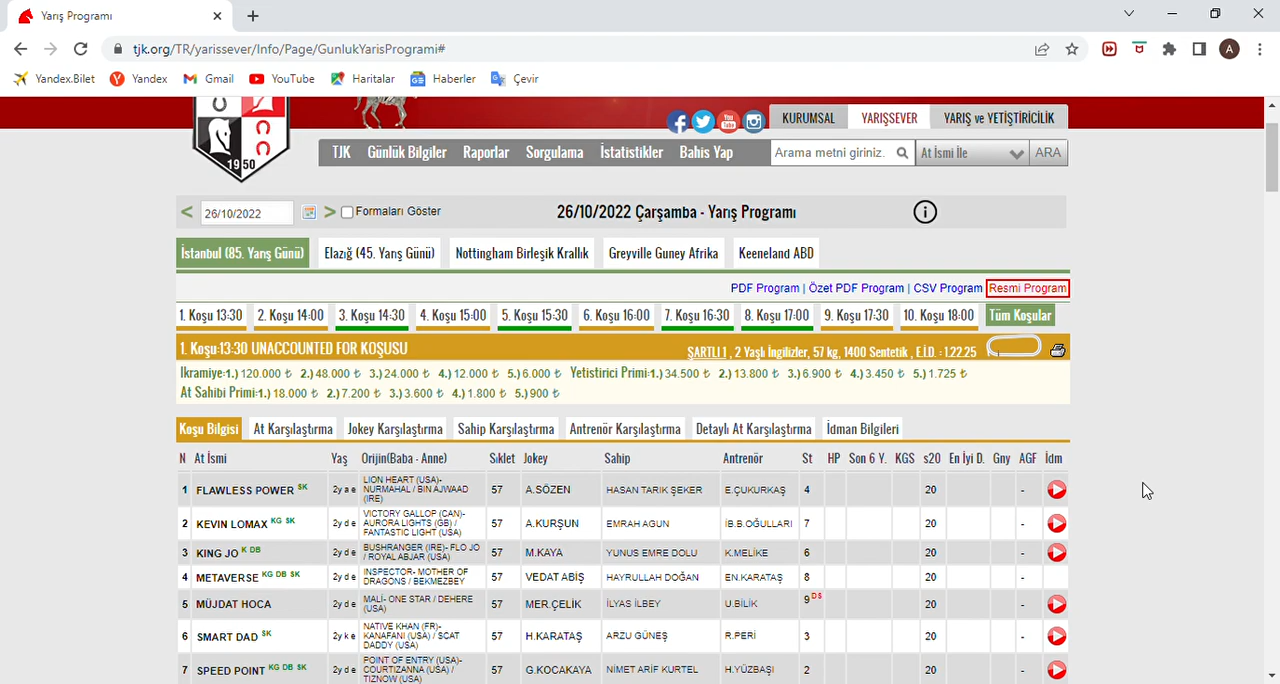 Yarış Programı
tjk.org/TR/yarissever/Info/Page/GunlukYarisProgrami#
A
Yandex.Bilet Yandex Gmail YouTube Haritalar Haberler Çevir
C C
1950
You Tube
KURUMSAL YARIŞSEVER YARIŞ ve YETİŞTİRİCİLİK
TJK Günlük Bilgiler Raporlar Sorgulama İstatistikler Bahis Yap Arama metni giriniz. At İsmi İle ARA
< 26/10/2022 > Formaları Göster 26/10/2022 Çarşamba - Yarış Programı
İstanbul (85. Yarış Günü) Elazığ (45. Yarış Günü) Nottingham Birleşik Krallık Greyville Guney Afrika Keeneland ABD
PDF Program | Özet PDF Program | CSV Program Resmi Program
1. Koşu 13:30 2. Koşu 14:00 3. Koşu 14:30 4. Koşu 15:00 5. Koşu 15:30 6. Koşu 16:00 7. Koşu 16:30 8. Koşu 17:00 9. Koşu 17:30 10. Koşu 18:00 Tüm Koşular
1. Koşu:13:30 UNACCOUNTED FOR KOŞUSU ŞARTLI 1 , 2 Yaşlı İngilizler, 57 kg, 1400 Sentetik , E.İ.D. : 1.22.25
Ikramiye:1.) 120.000 ₺ 2.) 48.000 ₺ 3.) 24.000 ₺ 4.) 12.000 ₺ 5.) 6.000 ₺ Yetistirici Primi:1.) 34.500 ₺ 2.) 13.800 ₺ 3.) 6.900 ₺ 4.) 3.450 ₺ 5.) 1.725 ₺
At Sahibi Primi:1.) 18.000 ₺ 2.) 7.200 ₺ 3.) 3.600 ₺ 4.) 1.800 ₺ 5.) 900 ₺
Koşu Bilgisi At Karşılaştırma Jokey Karşılaştırma Sahip Karşılaştırma Antrenör Karşılaştırma Detaylı At Karşılaştırma İdman Bilgileri
N At İsmi Yaş Orijin(Baba - Anne) Sıklet Jokey Sahip Antrenör St HP Son 6 Y. KGS s20 En İyi D. Gny AGF İdm
1 FLAWLESS POWER SK 2y a e LION HEART (USA)- NURMAHAL / BIN AJWAAD (IRE) 57 A.SÖZEN HASAN TARIK ŞEKER E.ÇUKURKAŞ 4 20 -
2 KEVIN LOMAX KG SK 2y d e VICTORY GALLOP (CAN)- AURORA LIGHTS (GB) / FANTASTIC LIGHT (USA) 57 A.KURŞUN EMRAH AGUN İB.B.OĞULLARI 7 20 -
3 KING JO K DB 2y d e BUSHRANGER (IRE)- FLO JO / ROYAL ABJAR (USA) 57 M.KAYA YUNUS EMRE DOLU K.MELİKE 6 20 -
4 METAVERSE KG DB SK 2y d e INSPECTOR- MOTHER OF DRAGONS / BEKMEZBEY 57 VEDAT ABİŞ HAYRULLAH DOĞAN EN.KARATAŞ 8 20 -
5 MÜJDAT HOCA 2y d e MALİ- ONE STAR / DEHERE (USA) 57 MER.ÇELİK İLYAS İLBEY U.BİLİK 9 DS 20 -
6 SMART DAD SK 2y k e NATIVE KHAN (FR)- KANAFANI (USA) / SCAT DADDY (USA) 57 H.KARATAŞ ARZU GÜNEŞ R.PERİ 3 20 -
7 SPEED POINT KG DB SK 2y d e POINT OF ENTRY (USA)- COURTIZANNA (USA) / TIZNOW (USA) 57 G.KOCAKAYA NİMET ARİF KURTEL H.YÜZBAŞI 2 20 -